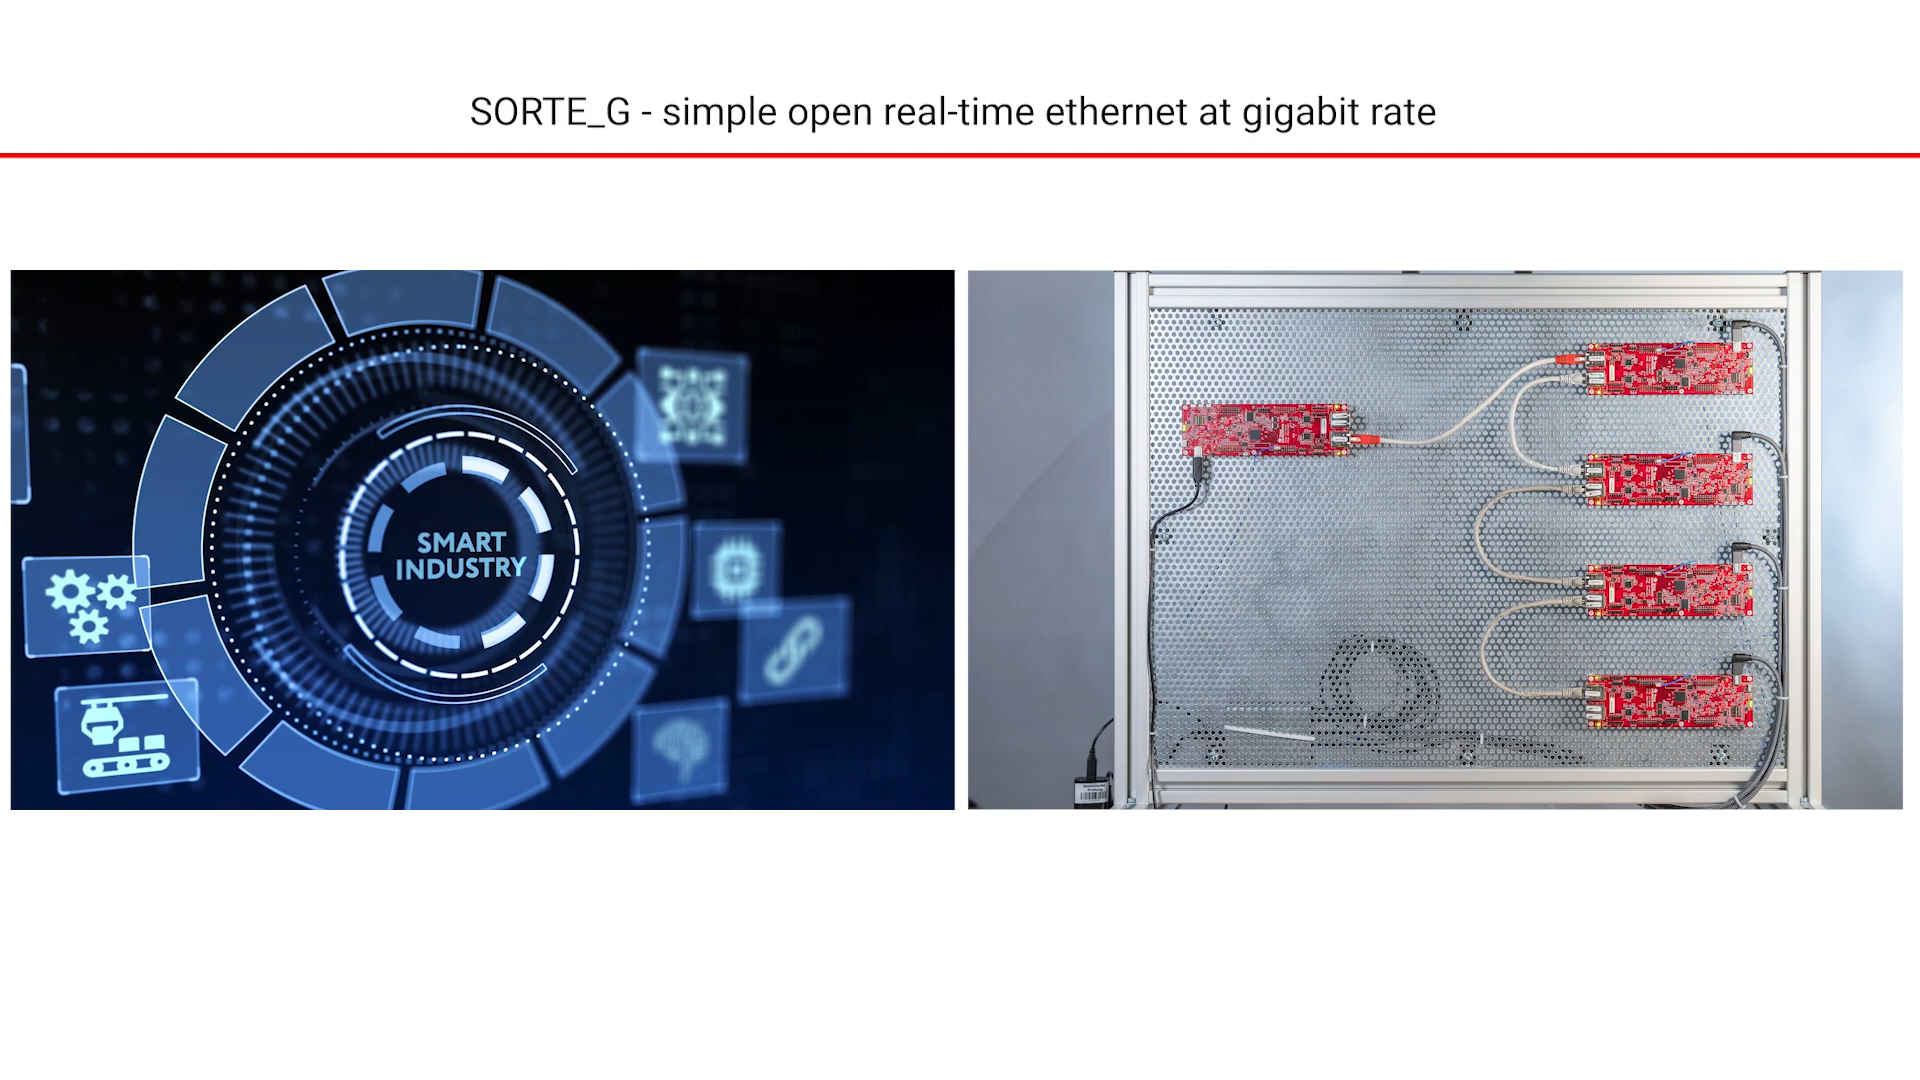 SORTE_G - simple open real-time ethernet at gigabit rate
SMART
INDUSTRY